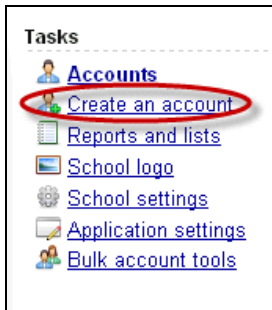 Tasks
Accounts
Create an account
Reports and lists
School logo
School settings
Application settings
Bulk account tools